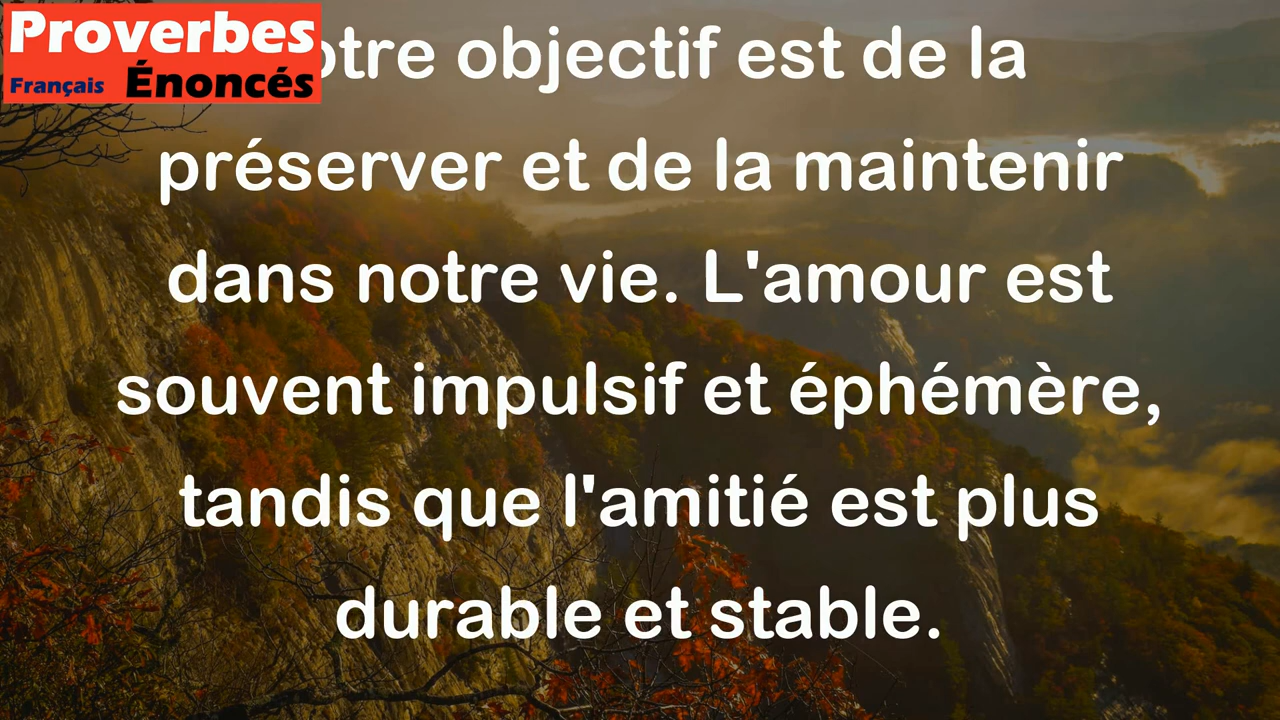 Proverbes
Français Énoncés
otre objectif est de la
préserver et de la maintenir
dans notre vie. L'amour est
souvent impulsif et éphémère,
tandis que l'amitié est plus
durable et stable.